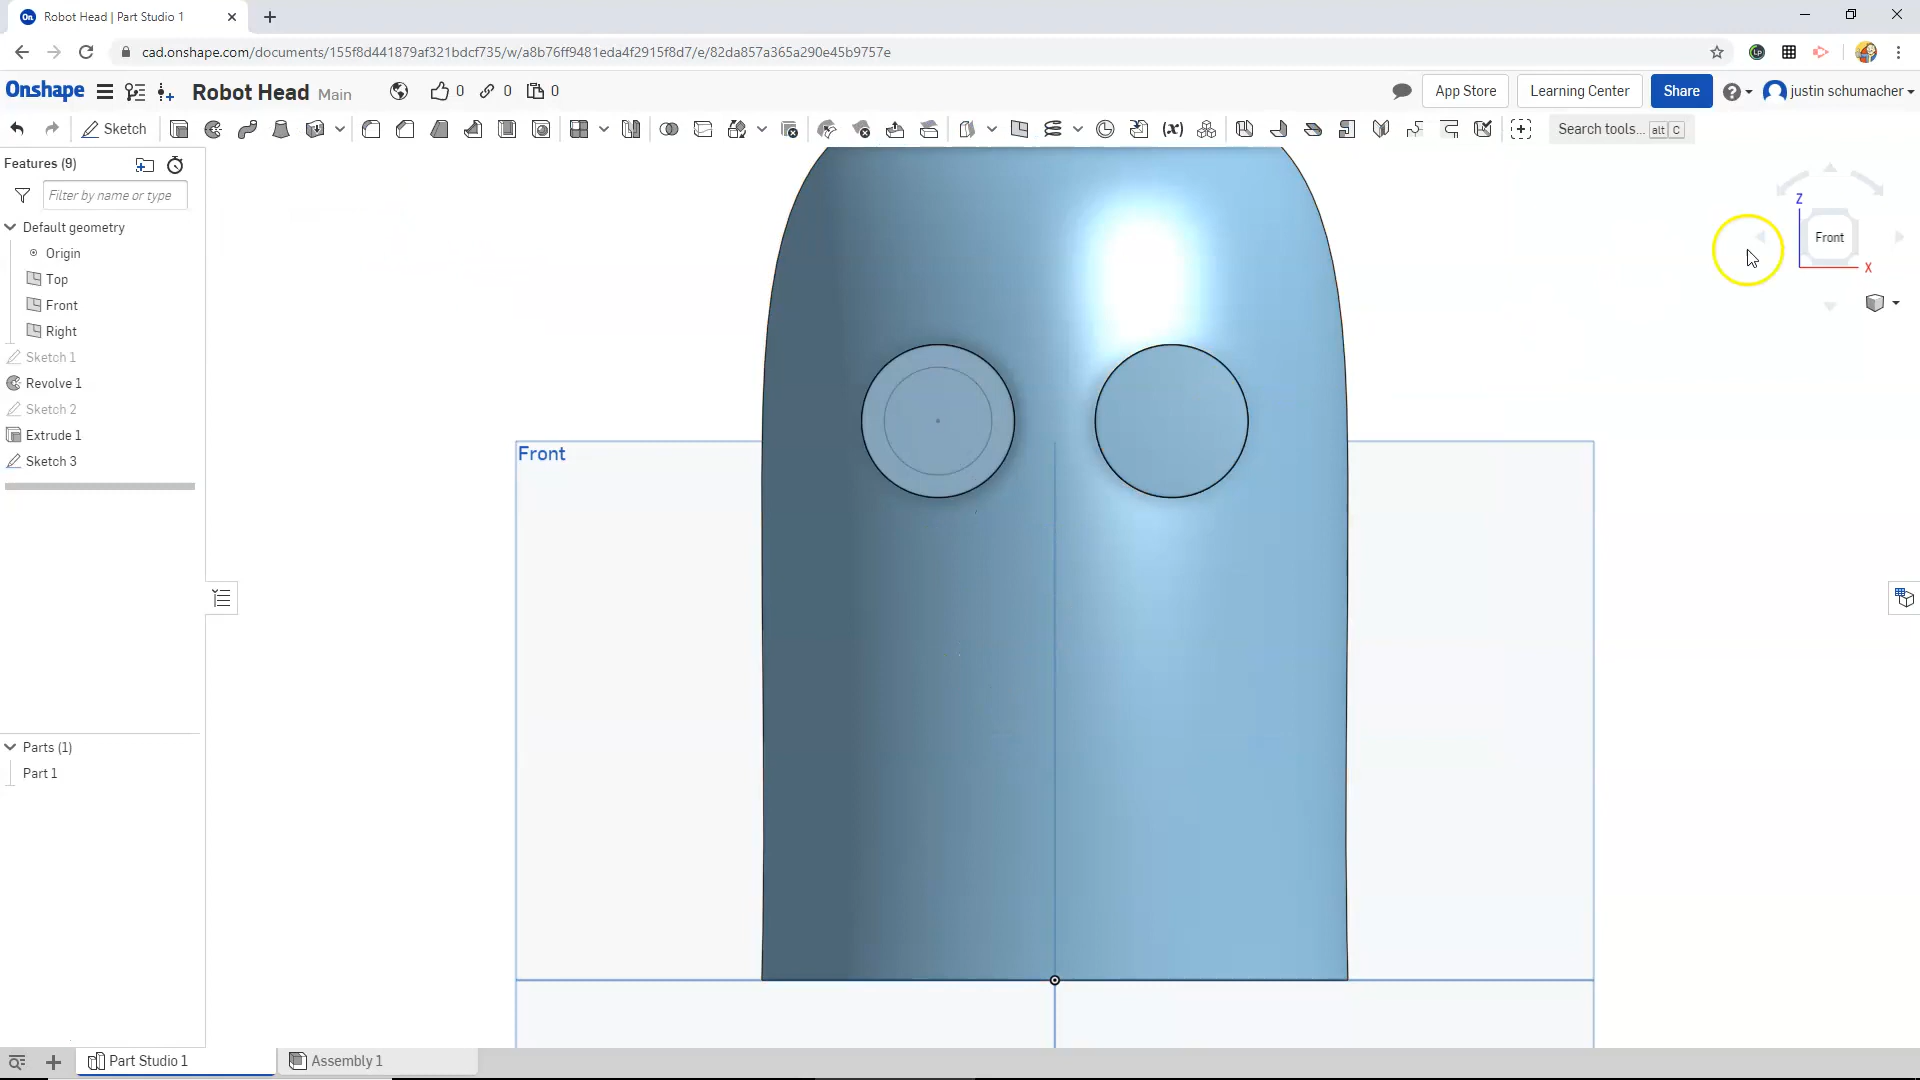 On Robot Head | Part Studio 1
cad.onshape.com/documents/155f8d441879af321bdcf735/w/a8b76ff9481eda4f2915f8d7/e/82da857a365a290e45b9757e
Lp
Onshape Robot Head Main 0 0 0 App Store Learning Center Share ? justin schumacher
Sketch (x) Search tools... alt C
Features (9)
Filter by name or type
Default geometry
Origin
Top
Front
Right
Sketch 1
Revolve 1
Sketch 2
Extrude 1
Sketch 3
Z
Front
X
Front
Parts (1)
Part 1
Part Studio 1 Assembly 1